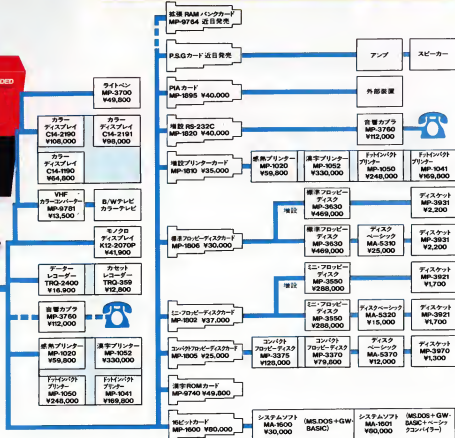 DED
ライトペン
MP-3700
¥49,800
カラー
ディスプレイ
C14-2190
¥108,000
カラー
ディスプレイ
C14-2191
¥98,000
カラー
ディスプレイ
C14-1190
¥64,800
VHF
カラーコンバーター
MP-9781
¥13,500
B/Wテレビ
カラーテレビ
モノクロ
ディスプレイ
K12-2070P
¥41,900
データー
レコーダー
TRQ-2400
¥16,900
カセット
レコーダー
TRQ-359
¥12,800
音響カプラ
MP-3760
¥112,000
感熱プリンター
MP-1020
¥59,800
漢字プリンター
MP-1052
¥330,000
ドットインパクト
プリンター
MP-1050
¥248,000
ドットインパクト
プリンター
MP-1041
¥169,800
拡張RAMバンクカード
MP-9764 近日発売
P.S.Gカード 近日発売
アンプ
スピーカー
PIAカード
MP-1895 ¥40,000
外部装置
増設 RS-232C
MP-1820 ¥40,000
音響カプラ
MP-3760
¥112,000
増設プリンターカード
MP-1810 ¥35,000
感熱プリンター
MP-1020
¥59,800
漢字プリンター
MP-1052
¥330,000
ドットインパクト
プリンター
MP-1050
¥248,000
ドットインパクト
プリンター
MP-1041
¥169,800
標準フロッピーディスクカード
MP-1806 ¥30,000
増設
標準フロッピー
ディスク
MP-3630
¥469,000
ディスケット
MP-3931
¥2,200
標準フロッピー
ディスク
MP-3630
¥469,000
ディスク
ベーシック
MA-5310
¥25,000
ディスケット
MP-3931
¥2,200
ミニ・フロッピーディスクカード
MP-1802 ¥37,000
増設
ミニ・フロッピー
ディスク
MP-3550
¥288,000
ディスケット
MP-3921
¥1,700
ミニ・フロッピー
ディスク
MP-3550
¥288,000
ディスクベーシック
MA-5320
¥15,000
ディスケット
MP-3921
¥1,700
コンパクトフロッピーディスクカード
MP-1805 ¥25,000
コンパクト
フロッピーディスク
MP-3375
¥128,000
コンパクト
フロッピーディスク
MP-3370
¥79,800
ディスク
ベーシック
MA-5370
¥12,000
ディスケット
MP-3970
¥1,300
漢字ROMカード
MP-9740 ¥49,800
16ビットカード
MP-1600 ¥80,000
システムソフト
MA-1600
¥30,000
(MS.DOS+GW-
BASIC)
システムソフト
MA-1601
¥60,000
(MS.DOS+GW-
BASIC+ベーシッ
クコンパイラー)